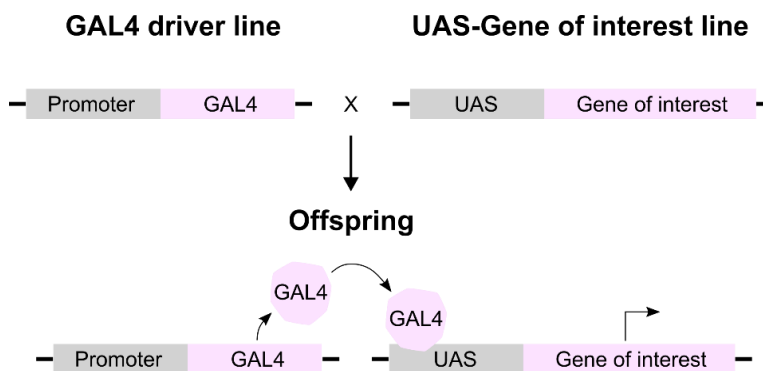 GAL4 driver line
UAS-Gene of interest line
Promoter GAL4 X UAS Gene of interest
Offspring
GAL4
GAL4
Promoter GAL4 UAS Gene of interest